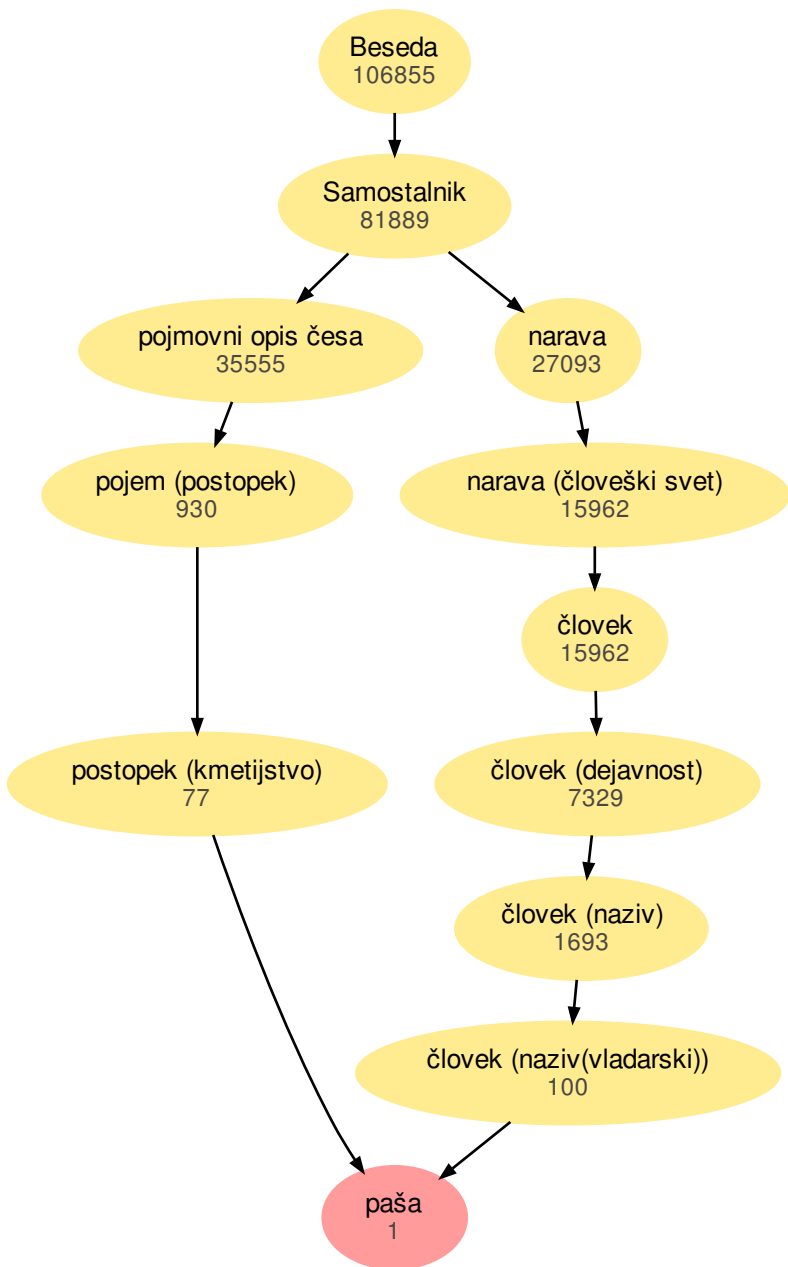 Beseda
106855
Samostalnik
81889
pojmovni opis česa
35555
narava
27093
pojem (postopek)
930
narava (človeški svet)
15962
človek
15962
postopek (kmetijstvo)
77
človek (dejavnost)
7329
človek (naziv)
1693
človek (naziv(vladarski))
100
paša
1